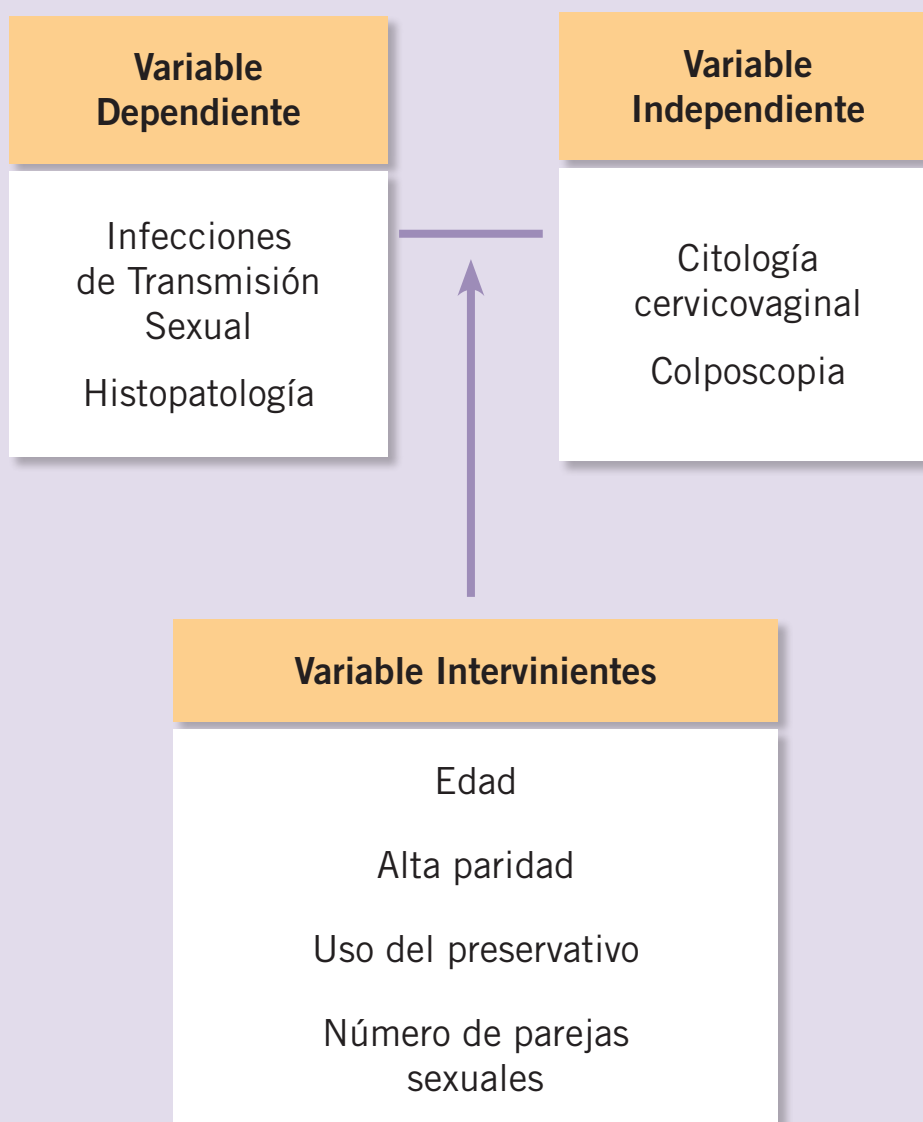 Variable
Dependiente
Infecciones
de Transmisión
Sexual
Histopatología
Variable
Independiente
Citología
cervicovaginal
Colposcopia
Variable Intervinientes
Edad
Alta paridad
Uso del preservativo
Número de parejas
sexuales